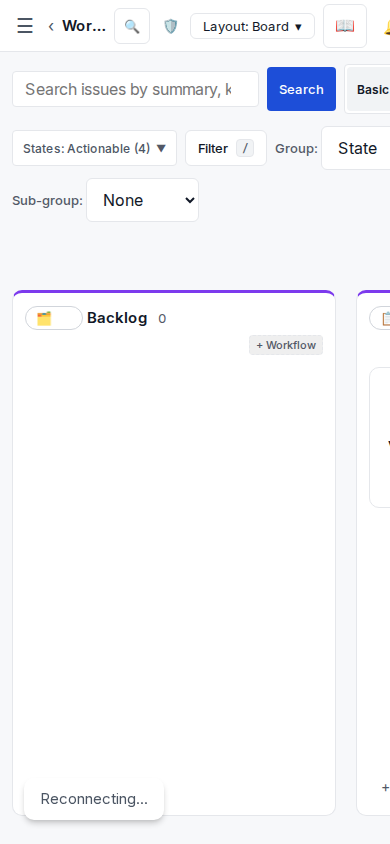 ☰ ‹ Wor... Layout: Board ▾
Search issues by summary, k Search Basic
States: Actionable (4) ▼ Filter / Group: State
Sub-group: None
Backlog 0
+ Workflow
+
Reconnecting...